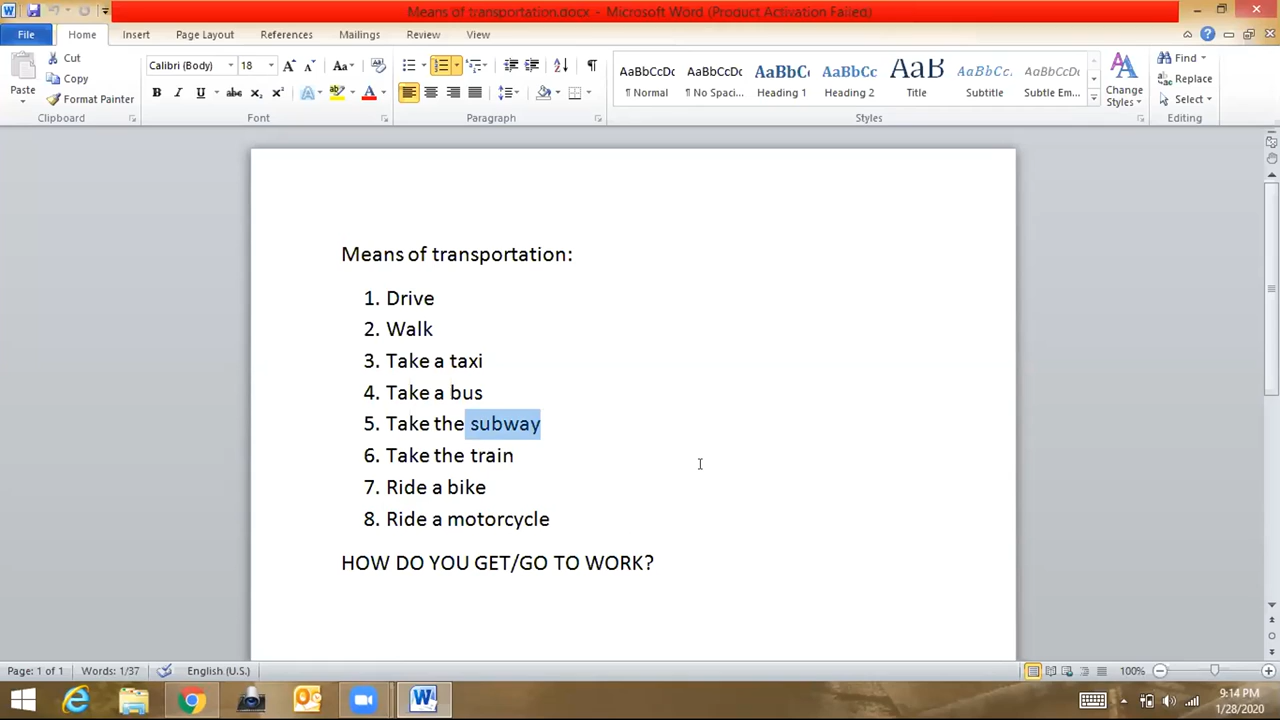 Means of transportation.docx - Microsoft Word (Product Activation Failed)
File Home Insert Page Layout References Mailings Review View
Paste
Cut
Copy
Format Painter
Clipboard
Calibri (Body) 18
Font
Paragraph
AaBbCcDc AaBbCcDc AaBbC AaBbCc AaB AaBbCc. AaBbCcDc
¶ Normal ¶ No Spaci... Heading 1 Heading 2 Title Subtitle Subtle Em...
Change Styles
Styles
Find
Replace
Select
Editing
Means of transportation:
1. Drive
2. Walk
3. Take a taxi
4. Take a bus
5. Take the subway
6. Take the train
7. Ride a bike
8. Ride a motorcycle
HOW DO YOU GET/GO TO WORK?
Page: 1 of 1 Words: 1/37 English (U.S.) 100%
9:14 PM
1/28/2020